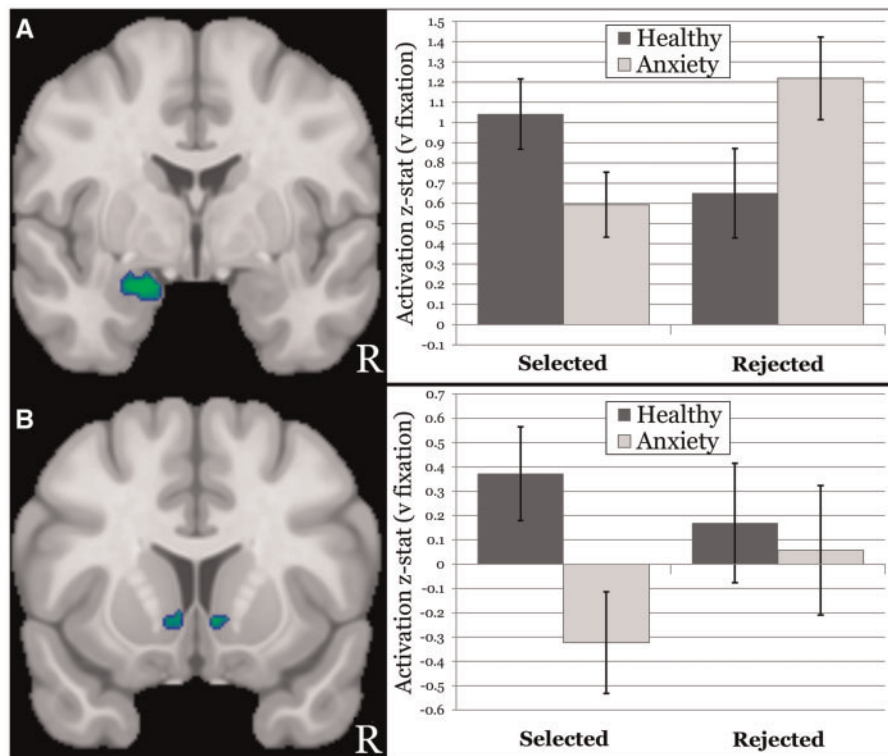 A
R
Activation z-stat (v fixation)
1.5
1.4
1.3
1.2
1.1
1
0.9
0.8
0.7
0.6
0.5
0.4
0.3
0.2
0.1
0
-0.1
Healthy
Anxiety
Selected
Rejected
B
R
Activation z-stat (v fixation)
0.7
0.6
0.5
0.4
0.3
0.2
0.1
0
-0.1
-0.2
-0.3
-0.4
-0.5
-0.6
Healthy
Anxiety
Selected
Rejected